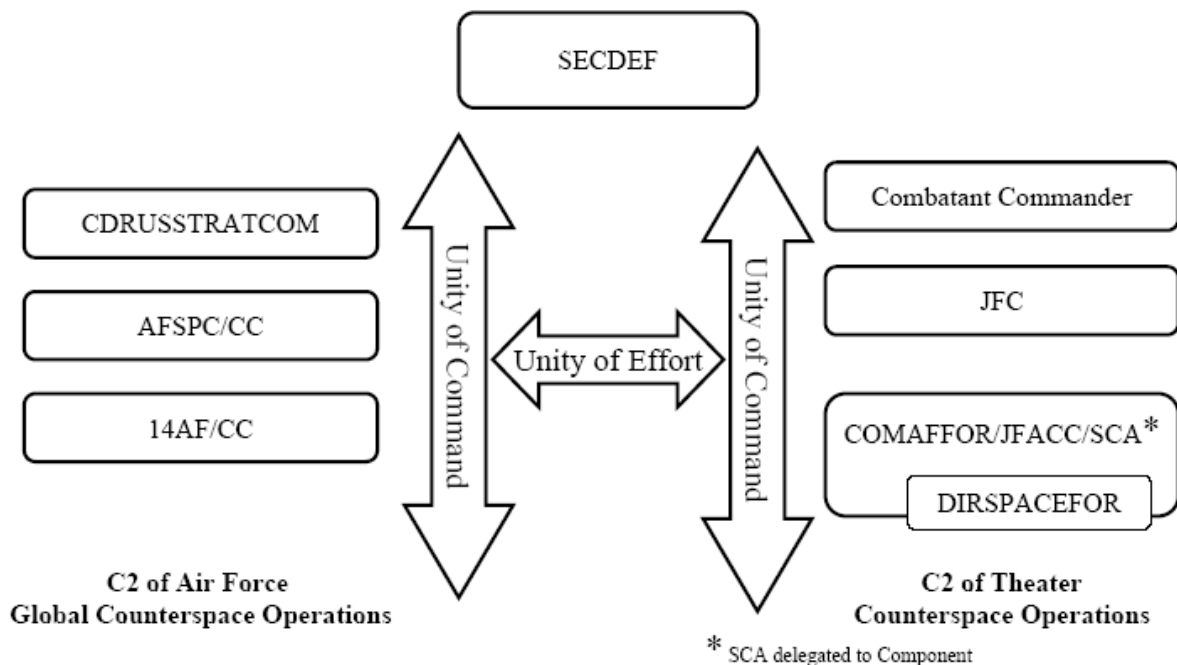 SECDEF
CDRUSSTRATCOM
AFSPC/CC
14AF/CC
Unity of Command
Unity of Effort
Unity of Command
Combatant Commander
JFC
COMAFFOR/JFACC/SCA*
DIRSPACEFOR
C2 of Air Force
Global Counterspace Operations
C2 of Theater
Counterspace Operations
* SCA delegated to Component